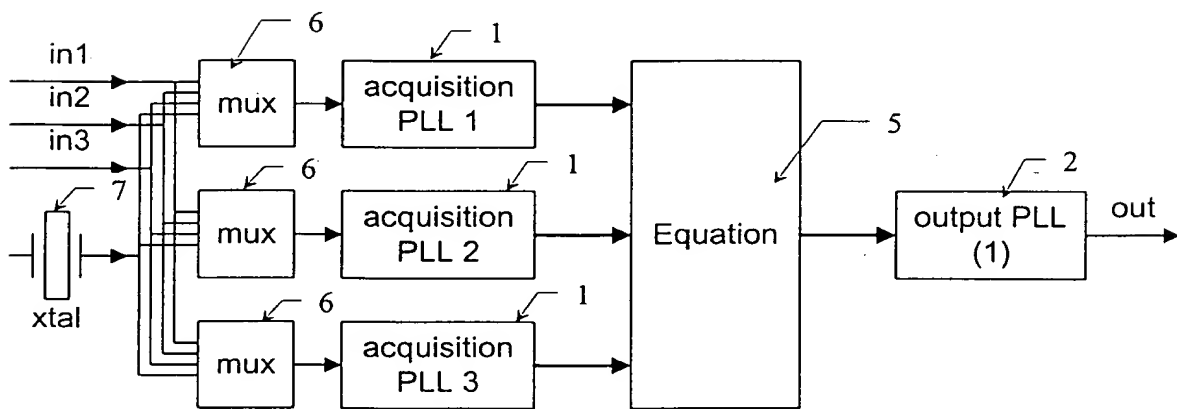 6
1
in1
mux
acquisition
PLL 1
in2
in3
5
7
6
1
2
mux
acquisition
PLL 2
Equation
output PLL
(1)
out
xtal
6
1
mux
acquisition
PLL 3